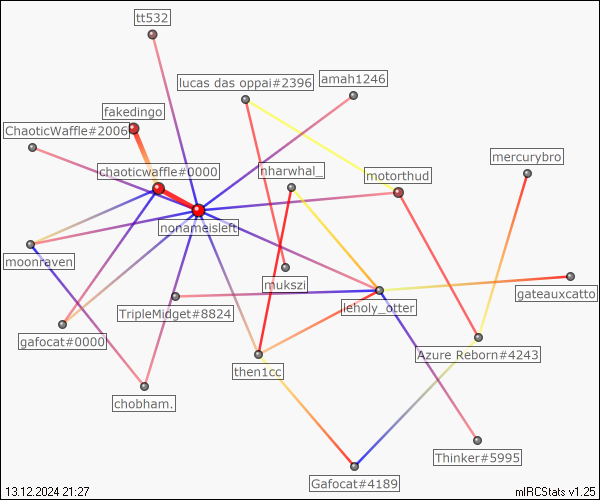 tt532
lucas das oppai#2396
amah1246
fakedingo
ChaoticWaffle#2006
mercurybro
chaoticwaffle#0000
nharwhal_
motorthud
nonameisleft
moonraven
mukszi
gateauxcatto
leholy_otter
TripleMidget#8824
gafocat#0000
Azure Reborn#4243
then1cc
chobham.
Thinker#5995
Gafocat#4189
13.12.2024 21:27
mIRCStats v1.25